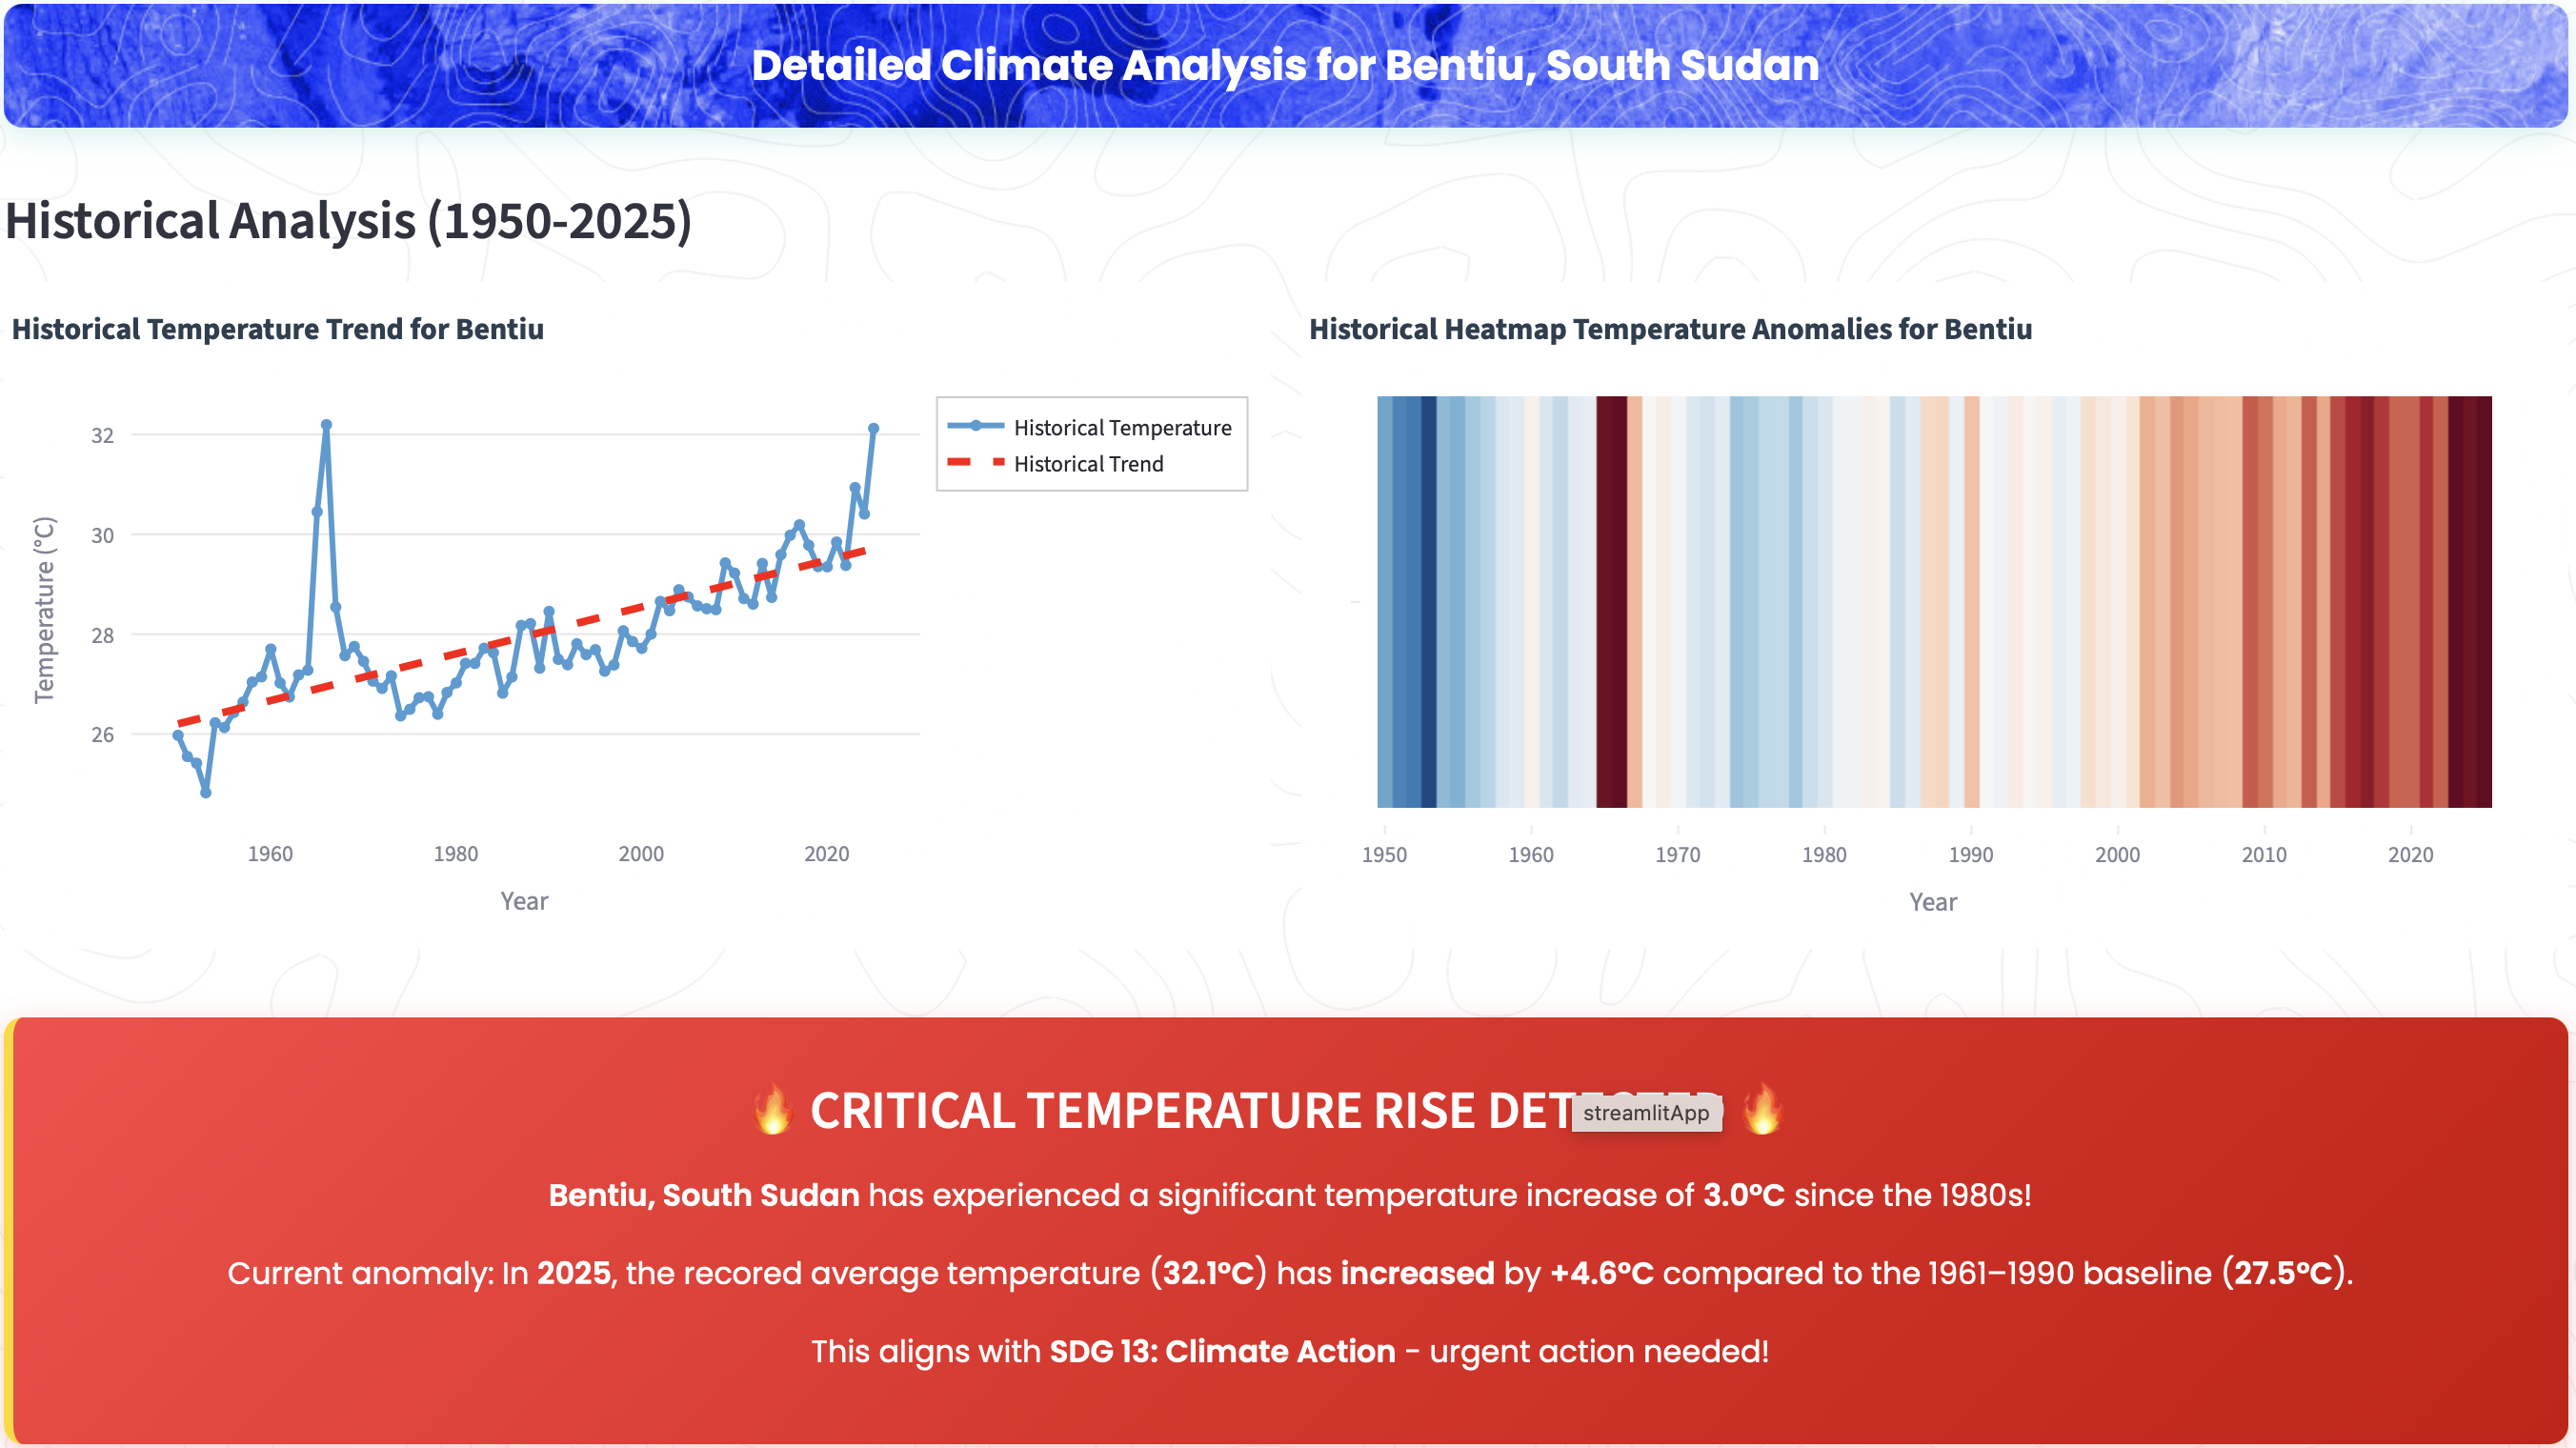 Detailed Climate Analysis for Bentiu, South Sudan
Historical Analysis (1950-2025)
Historical Temperature Trend for Bentiu
Temperature (°C)
32
30
28
26
1960
1980
2000
2020
Year
Historical Temperature
Historical Trend
Historical Heatmap Temperature Anomalies for Bentiu
1950
1960
1970
1980
1990
2000
2010
2020
Year
🔥 CRITICAL TEMPERATURE RISE DETECTED 🔥
streamlitApp
Bentiu, South Sudan has experienced a significant temperature increase of 3.0°C since the 1980s!
Current anomaly: In 2025, the recored average temperature (32.1°C) has increased by +4.6°C compared to the 1961–1990 baseline (27.5°C).
This aligns with SDG 13: Climate Action - urgent action needed!